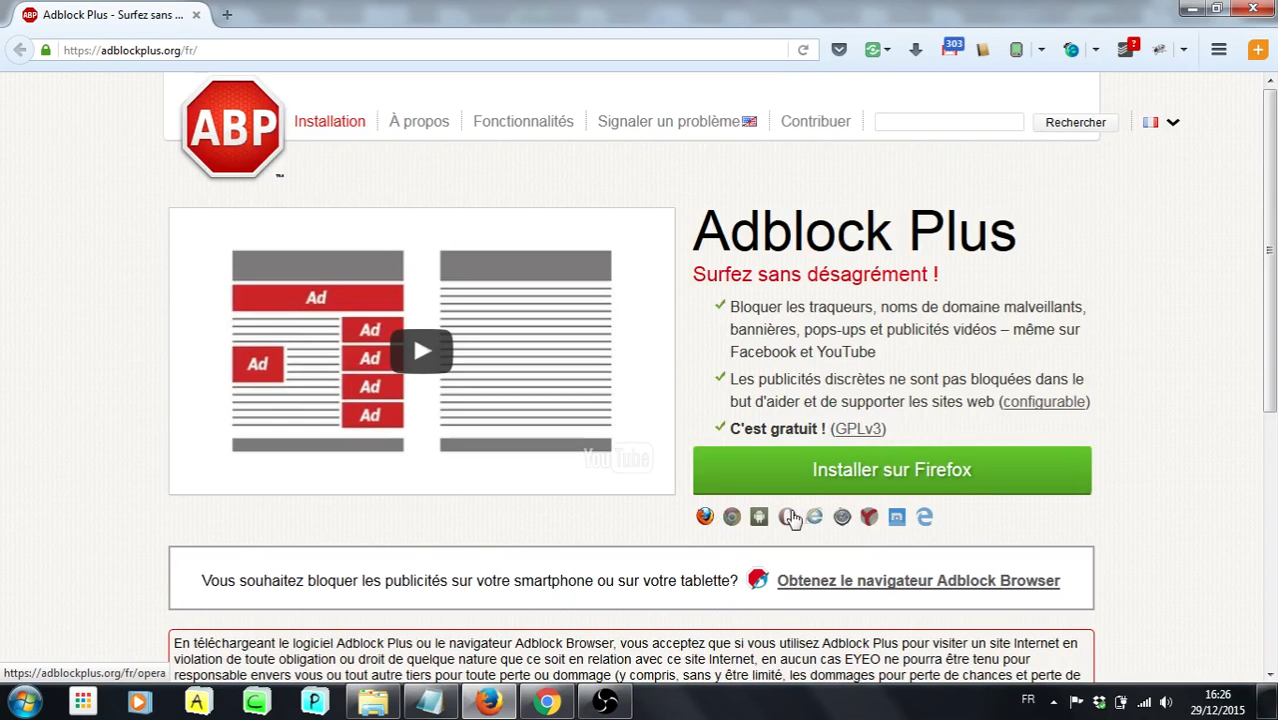 Adblock Plus - Surfez sans ...
https://adblockplus.org/fr/
303
?
ABP
™
Installation
À propos
Fonctionnalités
Signaler un problème
Contribuer
Rechercher
Ad
Ad
Ad
Ad
Ad
Ad
YouTube
Adblock Plus
Surfez sans désagrément !
Bloquer les traqueurs, noms de domaine malveillants,
bannières, pops-ups et publicités vidéos – même sur
Facebook et YouTube
Les publicités discrètes ne sont pas bloquées dans le
but d'aider et de supporter les sites web (configurable)
C'est gratuit ! (GPLv3)
Installer sur Firefox
Vous souhaitez bloquer les publicités sur votre smartphone ou sur votre tablette? Obtenez le navigateur Adblock Browser
En téléchargeant le logiciel Adblock Plus ou le navigateur Adblock Browser, vous acceptez que si vous utilisez Adblock Plus pour visiter un site Internet en
violation de toute obligation ou droit de quelque nature que ce soit en relation avec ce site Internet, en aucun cas EYEO ne pourra être tenu pour
responsable envers vous ou tout autre tiers pour toute perte ou dommage (y compris, sans y être limité, les dommages pour perte de chances et perte de
https://adblockplus.org/fr/opera
FR
16:26
29/12/2015